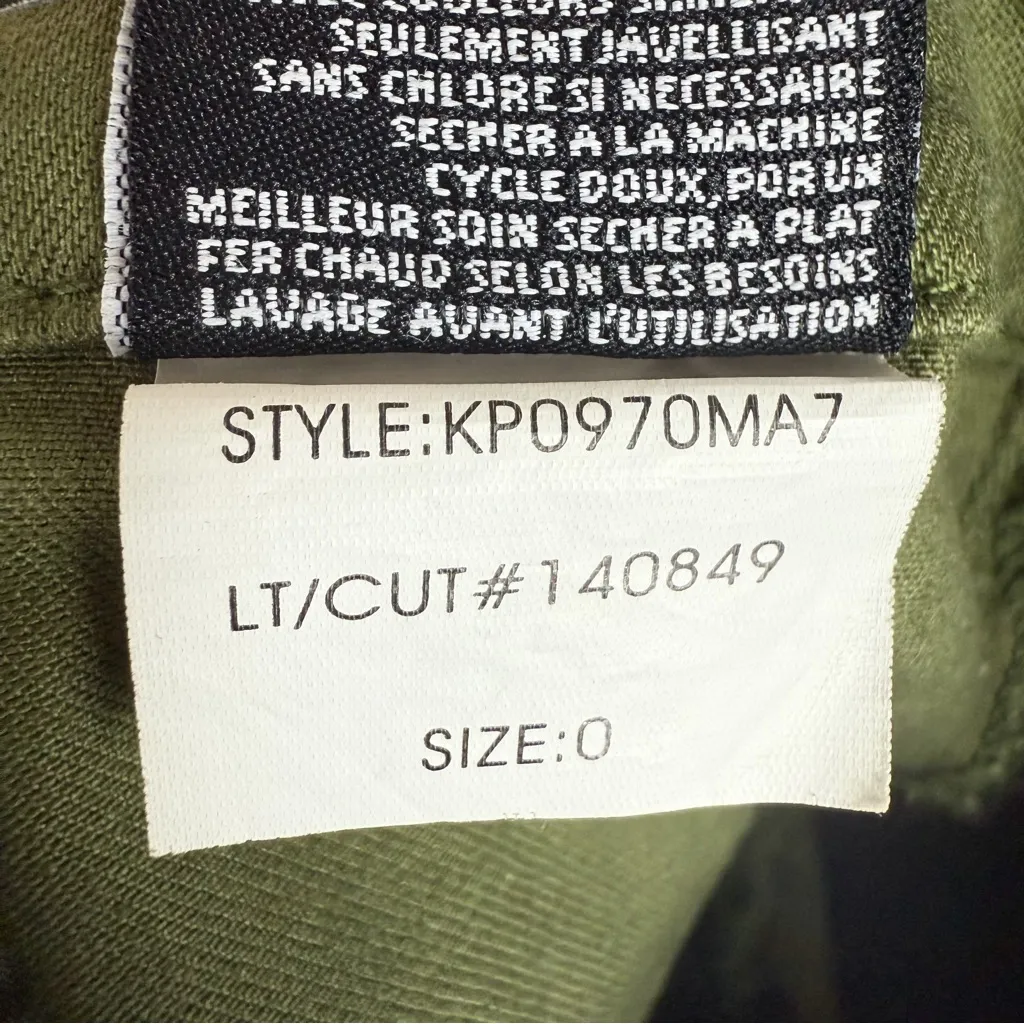 SEULEMENT JAVELLISANT
SANS CHLORE SI NECESSAIRE
SECHER A LA MACHINE
CYCLE DOUX, POR UN
MEILLEUR SOIN SECHER A PLAT
FER CHAUD SELON LES BESOINS
LAVAGE AVANT L'UTILISATION
STYLE:KP0970MA7
LT/CUT#140849
SIZE:0